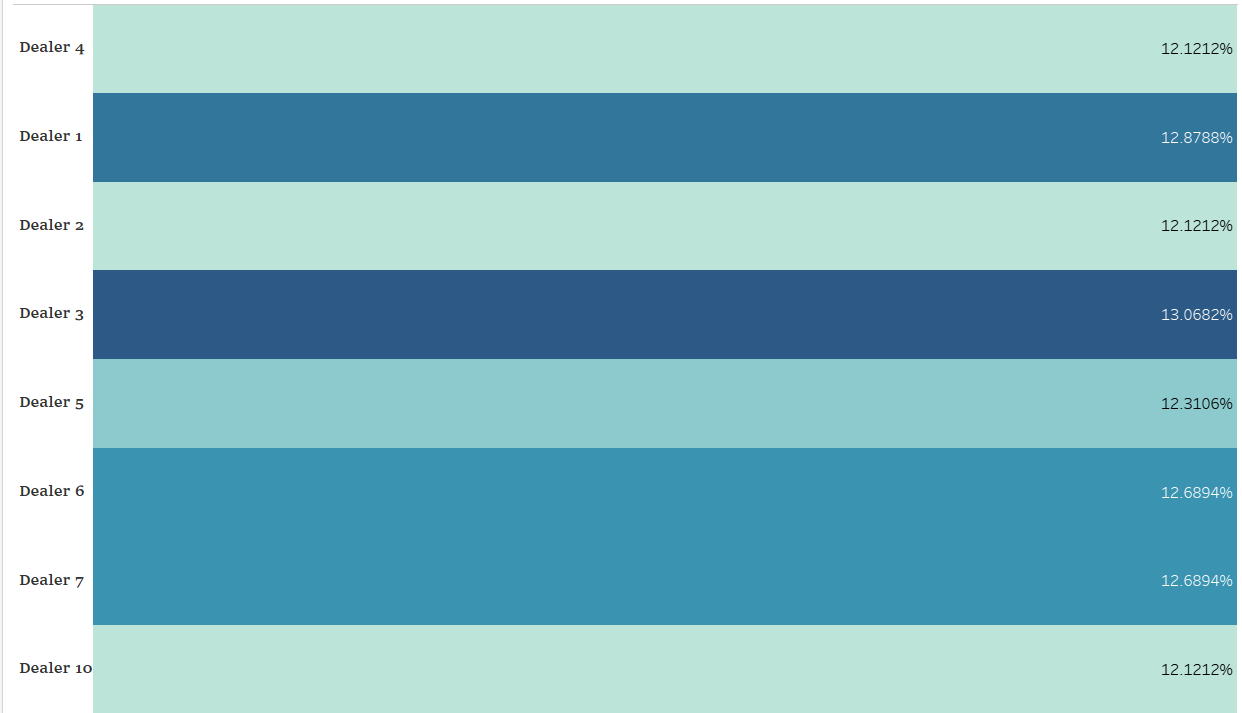 Dealer 4 12.1212%
Dealer 1 12.8788%
Dealer 2 12.1212%
Dealer 3 13.0682%
Dealer 5 12.3106%
Dealer 6 12.6894%
Dealer 7 12.6894%
Dealer 10 12.1212%